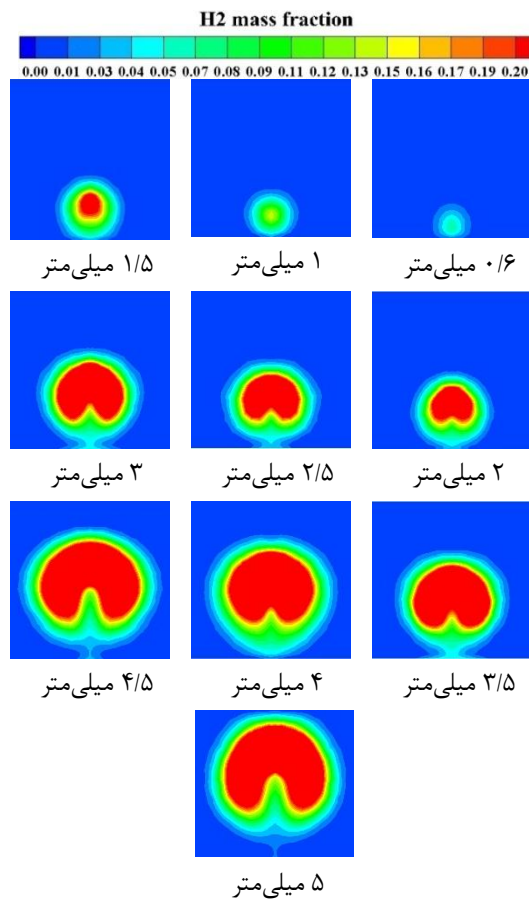 H2 mass fraction
0.00 0.01 0.03 0.04 0.05 0.07 0.08 0.09 0.11 0.12 0.13 0.15 0.16 0.17 0.19 0.20
۰/۶ میلی‌متر
۱ میلی‌متر
۱/۵ میلی‌متر
۲ میلی‌متر
۲/۵ میلی‌متر
۳ میلی‌متر
۳/۵ میلی‌متر
۴ میلی‌متر
۴/۵ میلی‌متر
۵ میلی‌متر